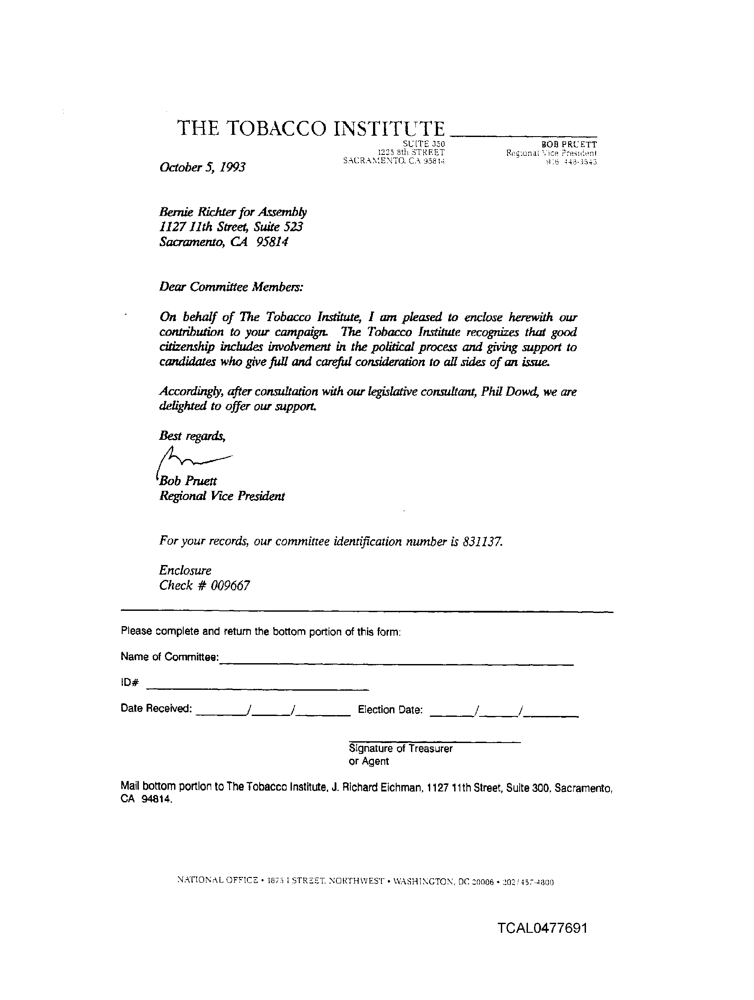 THE TOBACCO INSTITUTE
SUITE 350
1225 8th STREET
SACRAMENTO, CA 95814
BOB PRUETT
Regional Vice President
916 448-3543
October 5, 1993
Bernie Richter for Assembly
1127 11th Street, Suite 523
Sacramento, CA 95814
Dear Committee Members:
On behalf of The Tobacco Institute, I am pleased to enclose herewith our
contribution to your campaign. The Tobacco Institute recognizes that good
citizenship includes involvement in the political process and giving support to
candidates who give full and careful consideration to all sides of an issue.
Accordingly, after consultation with our legislative consultant, Phil Dowd, we are
delighted to offer our support.
Best regards,
Bob Pruett
Regional Vice President
For your records, our committee identification number is 831137.
Enclosure
Check # 009667
Please complete and return the bottom portion of this form:
Name of Committee:
ID#
Date Received: / / Election Date: / /
Signature of Treasurer
or Agent
Mail bottom portion to The Tobacco Institute, J. Richard Eichman, 1127 11th Street, Suite 300, Sacramento,
CA 94814.
NATIONAL OFFICE • 1875 I STREET, NORTHWEST • WASHINGTON, DC 20006 • 202/457-4800
TCAL0477691